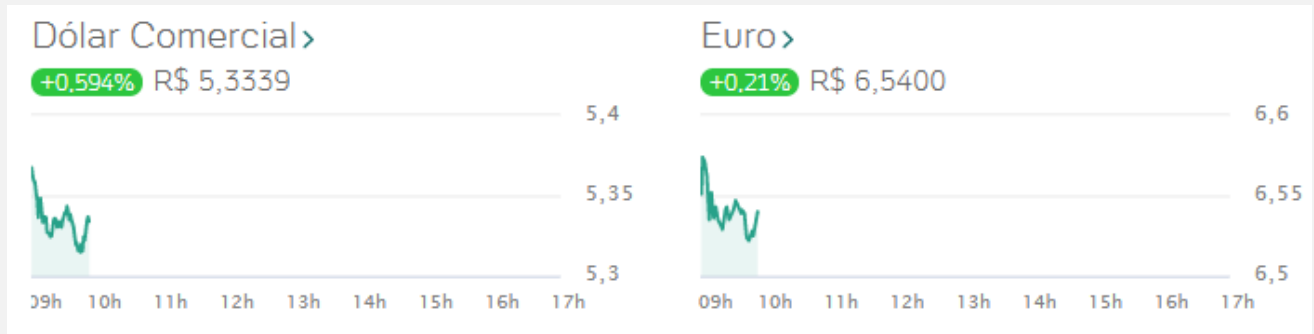 Dólar Comercial >
+0,594% R$ 5,3339
5,4
5,35
5,3
09h 10h 11h 12h 13h 14h 15h 16h 17h
Euro >
+0,21% R$ 6,5400
6,6
6,55
6,5
09h 10h 11h 12h 13h 14h 15h 16h 17h